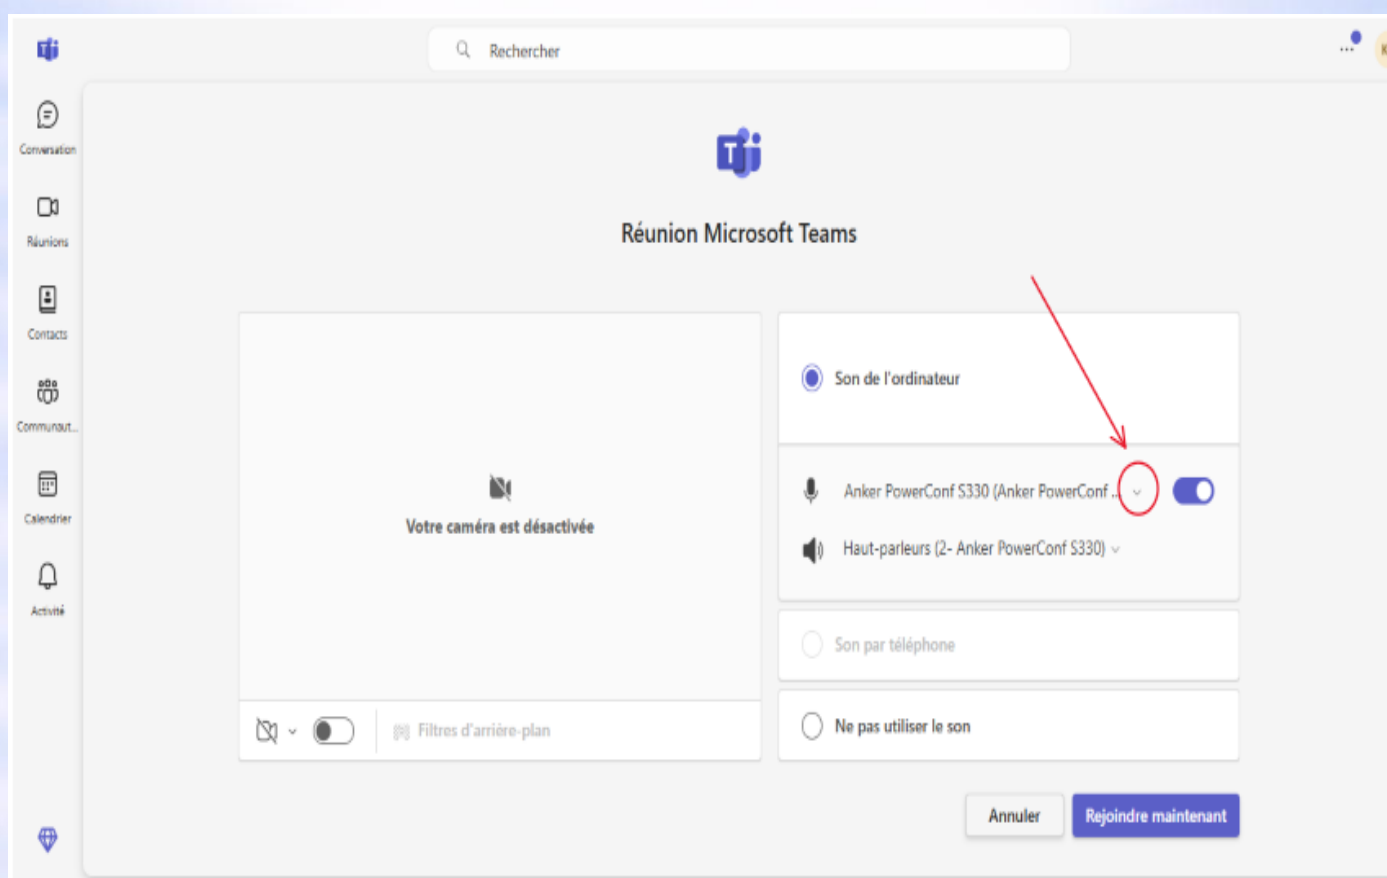 Rechercher
Conversation
Réunions
Contacts
Communaut...
Calendrier
Activité
Réunion Microsoft Teams
Votre caméra est désactivée
Filtres d'arrière-plan
Son de l'ordinateur
Anker PowerConf S330 (Anker PowerConf ...
Haut-parleurs (2- Anker PowerConf S330)
Son par téléphone
Ne pas utiliser le son
Annuler
Rejoindre maintenant